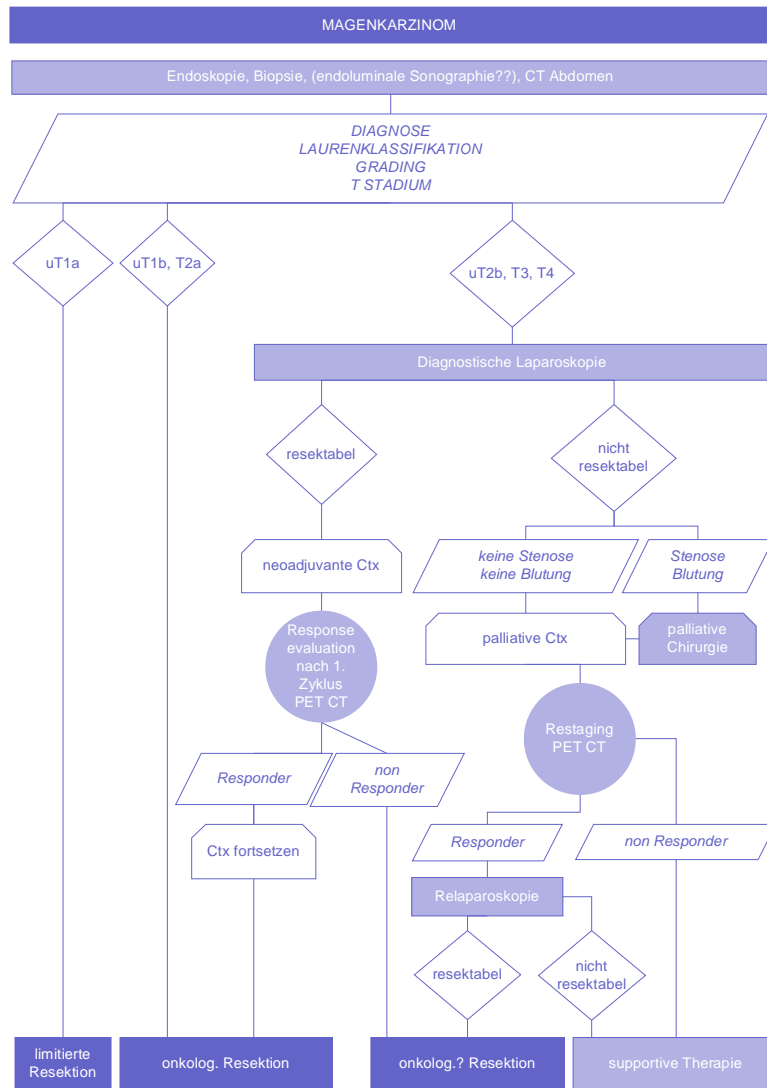 MAGENKARZINOM
Endoskopie, Biopsie, (endoluminale Sonographie??), CT Abdomen
DIAGNOSE
LAURENKLASSIFIKATION
GRADING
T STADIUM
uT1a
uT1b, T2a
uT2b, T3, T4
Diagnostische Laparoskopie
resektabel
nicht
resektabel
keine Stenose
keine Blutung
Stenose
Blutung
neoadjuvante Ctx
palliative Ctx
palliative
Chirurgie
Response
evaluation
nach 1.
Zyklus
PET CT
Restaging
PET CT
Responder
non
Responder
Responder
non Responder
Ctx fortsetzen
Relaparoskopie
resektabel
nicht
resektabel
limitierte
Resektion
onkolog. Resektion
onkolog.? Resektion
supportive Therapie